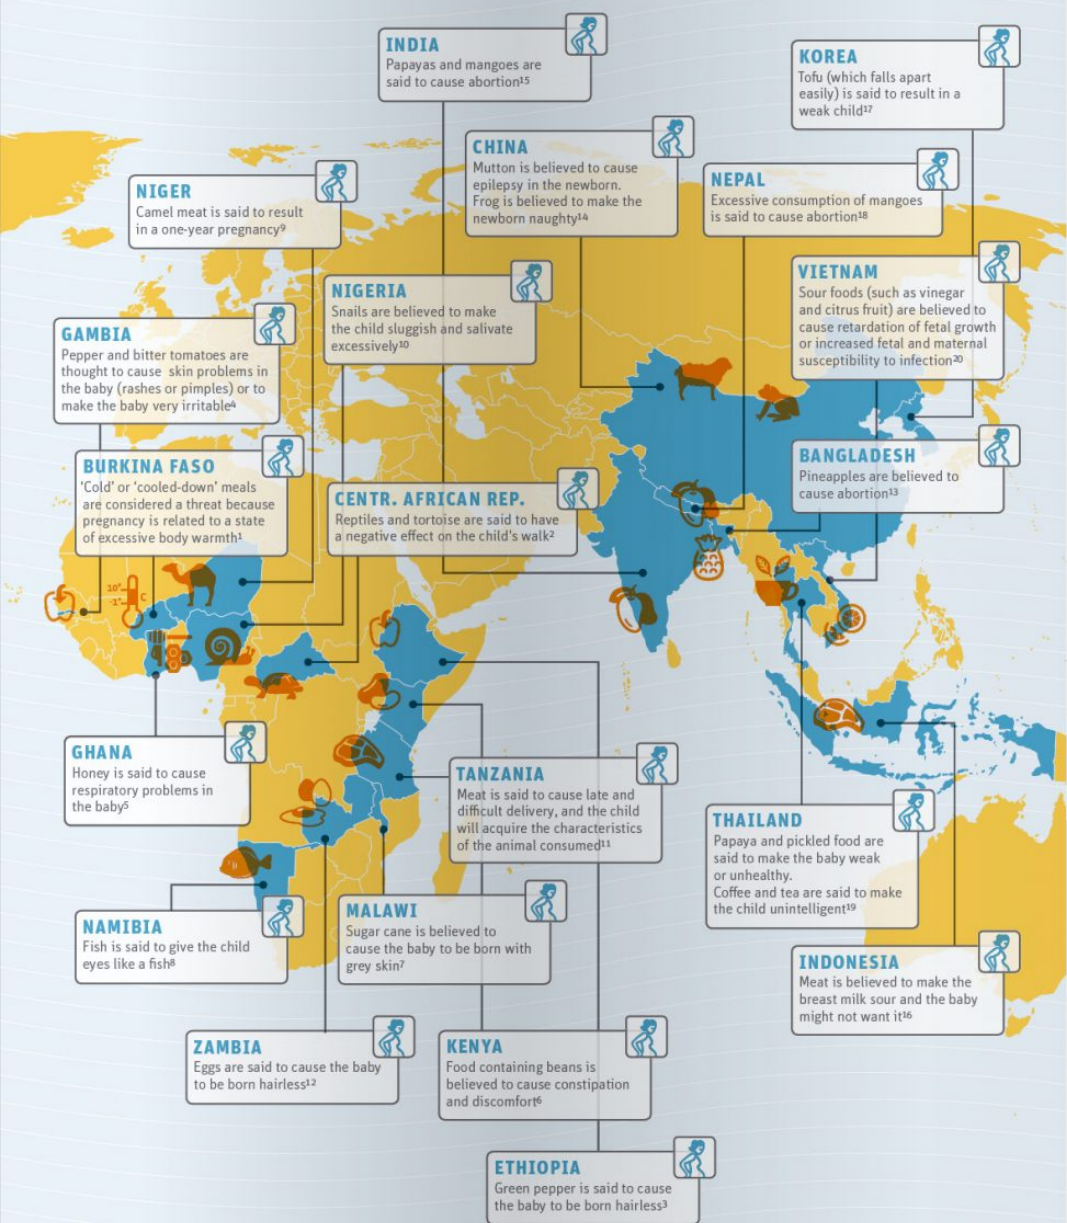 INDIA
Papayas and mangoes are
said to cause abortion¹⁵
KOREA
Tofu (which falls apart
easily) is said to result in a
weak child¹⁷
CHINA
Mutton is believed to cause
epilepsy in the newborn.
Frog is believed to make the
newborn naughty¹⁴
NEPAL
Excessive consumption of mangoes
is said to cause abortion¹⁸
NIGER
Camel meat is said to result
in a one-year pregnancy⁹
NIGERIA
Snails are believed to make
the child sluggish and salivate
excessively¹⁰
VIETNAM
Sour foods (such as vinegar
and citrus fruit) are believed to
cause retardation of fetal growth
or increased fetal and maternal
susceptibility to infection²⁰
GAMBIA
Pepper and bitter tomatoes are
thought to cause skin problems in
the baby (rashes or pimples) or to
make the baby very irritable⁴
BURKINA FASO
'Cold' or 'cooled-down' meals
are considered a threat because
pregnancy is related to a state
of excessive body warmth¹
CENTR. AFRICAN REP.
Reptiles and tortoise are said to have
a negative effect on the child's walk²
BANGLADESH
Pineapples are believed to
cause abortion¹³
10°
-1°
C
GHANA
Honey is said to cause
respiratory problems in
the baby⁵
TANZANIA
Meat is said to cause late and
difficult delivery, and the child
will acquire the characteristics
of the animal consumed¹¹
THAILAND
Papaya and pickled food are
said to make the baby weak
or unhealthy.
Coffee and tea are said to make
the child unintelligent¹⁹
NAMIBIA
Fish is said to give the child
eyes like a fish⁸
MALAWI
Sugar cane is believed to
cause the baby to be born with
grey skin⁷
INDONESIA
Meat is believed to make the
breast milk sour and the baby
might not want it¹⁶
ZAMBIA
Eggs are said to cause the baby
to be born hairless¹²
KENYA
Food containing beans is
believed to cause constipation
and discomfort⁶
ETHIOPIA
Green pepper is said to cause
the baby to be born hairless³